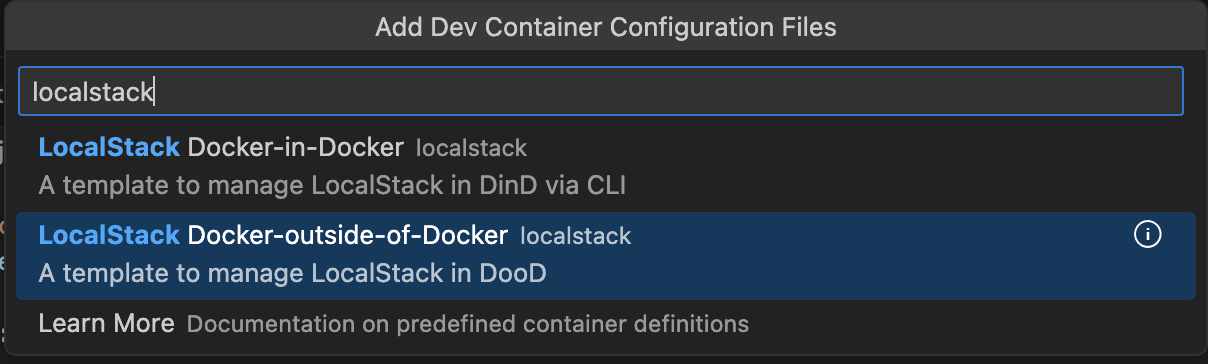 Add Dev Container Configuration Files
localstack
LocalStack Docker-in-Docker localstack
A template to manage LocalStack in DinD via CLI
LocalStack Docker-outside-of-Docker localstack
A template to manage LocalStack in DooD
Learn More Documentation on predefined container definitions